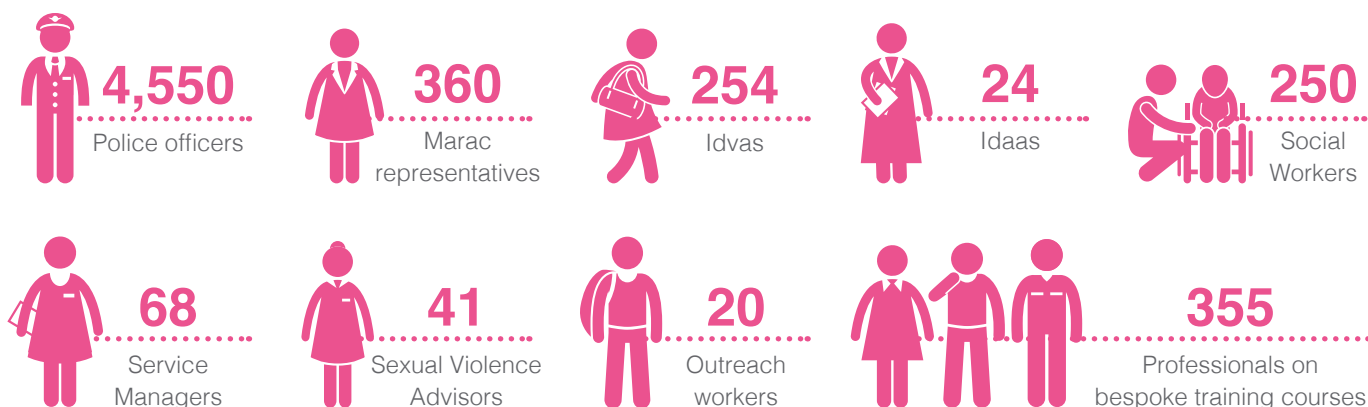 4,550
Police officers
360
Marac
representatives
254
Idvas
24
Idaas
250
Social
Workers
68
Service
Managers
41
Sexual Violence
Advisors
20
Outreach
workers
355
Professionals on
bespoke training courses